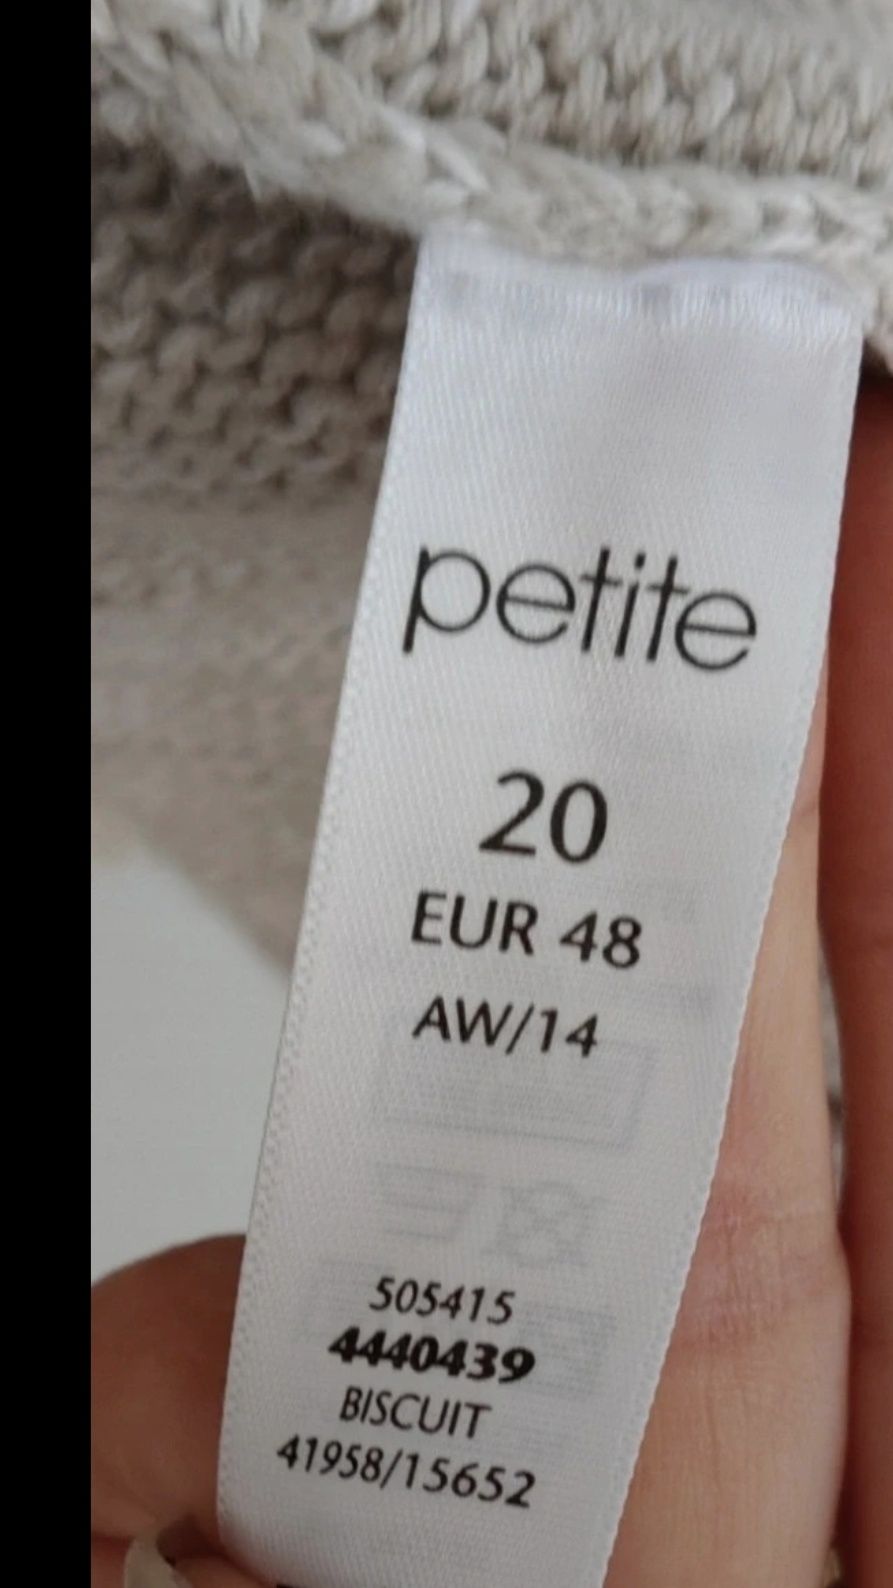 petite
20
EUR 48
AW/14
505415
4440439
BISCUIT
41958/15652